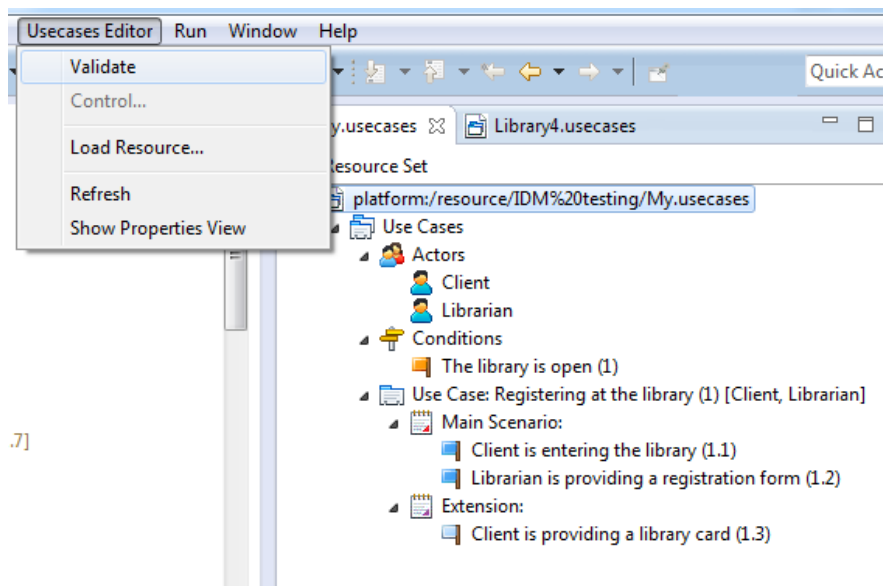 Usecases Editor Run Window Help
Validate
Control...
Load Resource...
Refresh
Show Properties View
Quick Ac
y.usecases Library4.usecases
Resource Set
platform:/resource/IDM%20testing/My.usecases
Use Cases
Actors
Client
Librarian
Conditions
The library is open (1)
Use Case: Registering at the library (1) [Client, Librarian]
Main Scenario:
Client is entering the library (1.1)
Librarian is providing a registration form (1.2)
Extension:
Client is providing a library card (1.3)
.7]